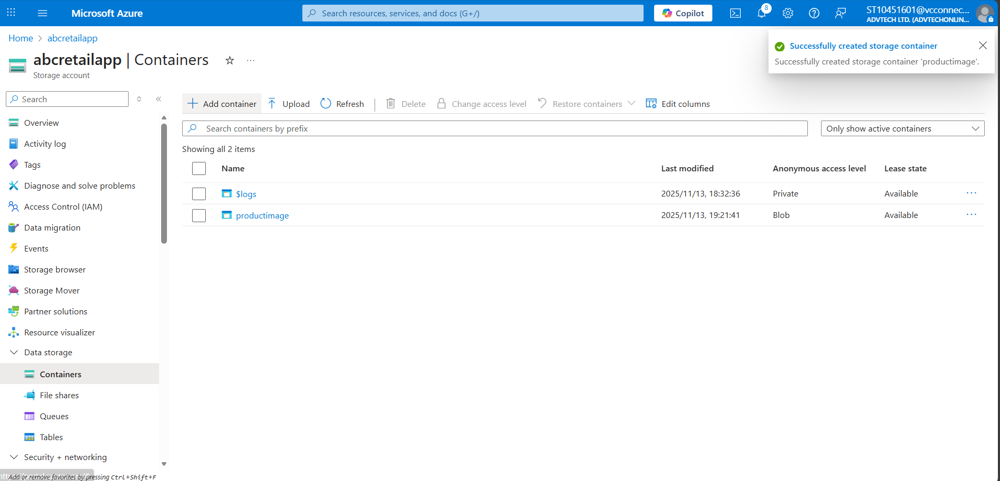 Microsoft Azure
Search resources, services, and docs (G+/)
Copilot
8
ST10451601@vcconnec...
ADVTECH LTD. (ADVTECHONLIN...
Home > abcretailapp
Successfully created storage container
Successfully created storage container 'productimage'.
abcretailapp | Containers
Storage account
Search
Add container
Upload
Refresh
Delete
Change access level
Restore containers
Edit columns
Search containers by prefix
Only show active containers
Showing all 2 items
Name Last modified Anonymous access level Lease state
$logs 2025/11/13, 18:32:36 Private Available
productimage 2025/11/13, 19:21:41 Blob Available
Overview
Activity log
Tags
Diagnose and solve problems
Access Control (IAM)
Data migration
Events
Storage browser
Storage Mover
Partner solutions
Resource visualizer
Data storage
Containers
File shares
Queues
Tables
Security + networking
Add or remove favorites by pressing Ctrl+Shift+F